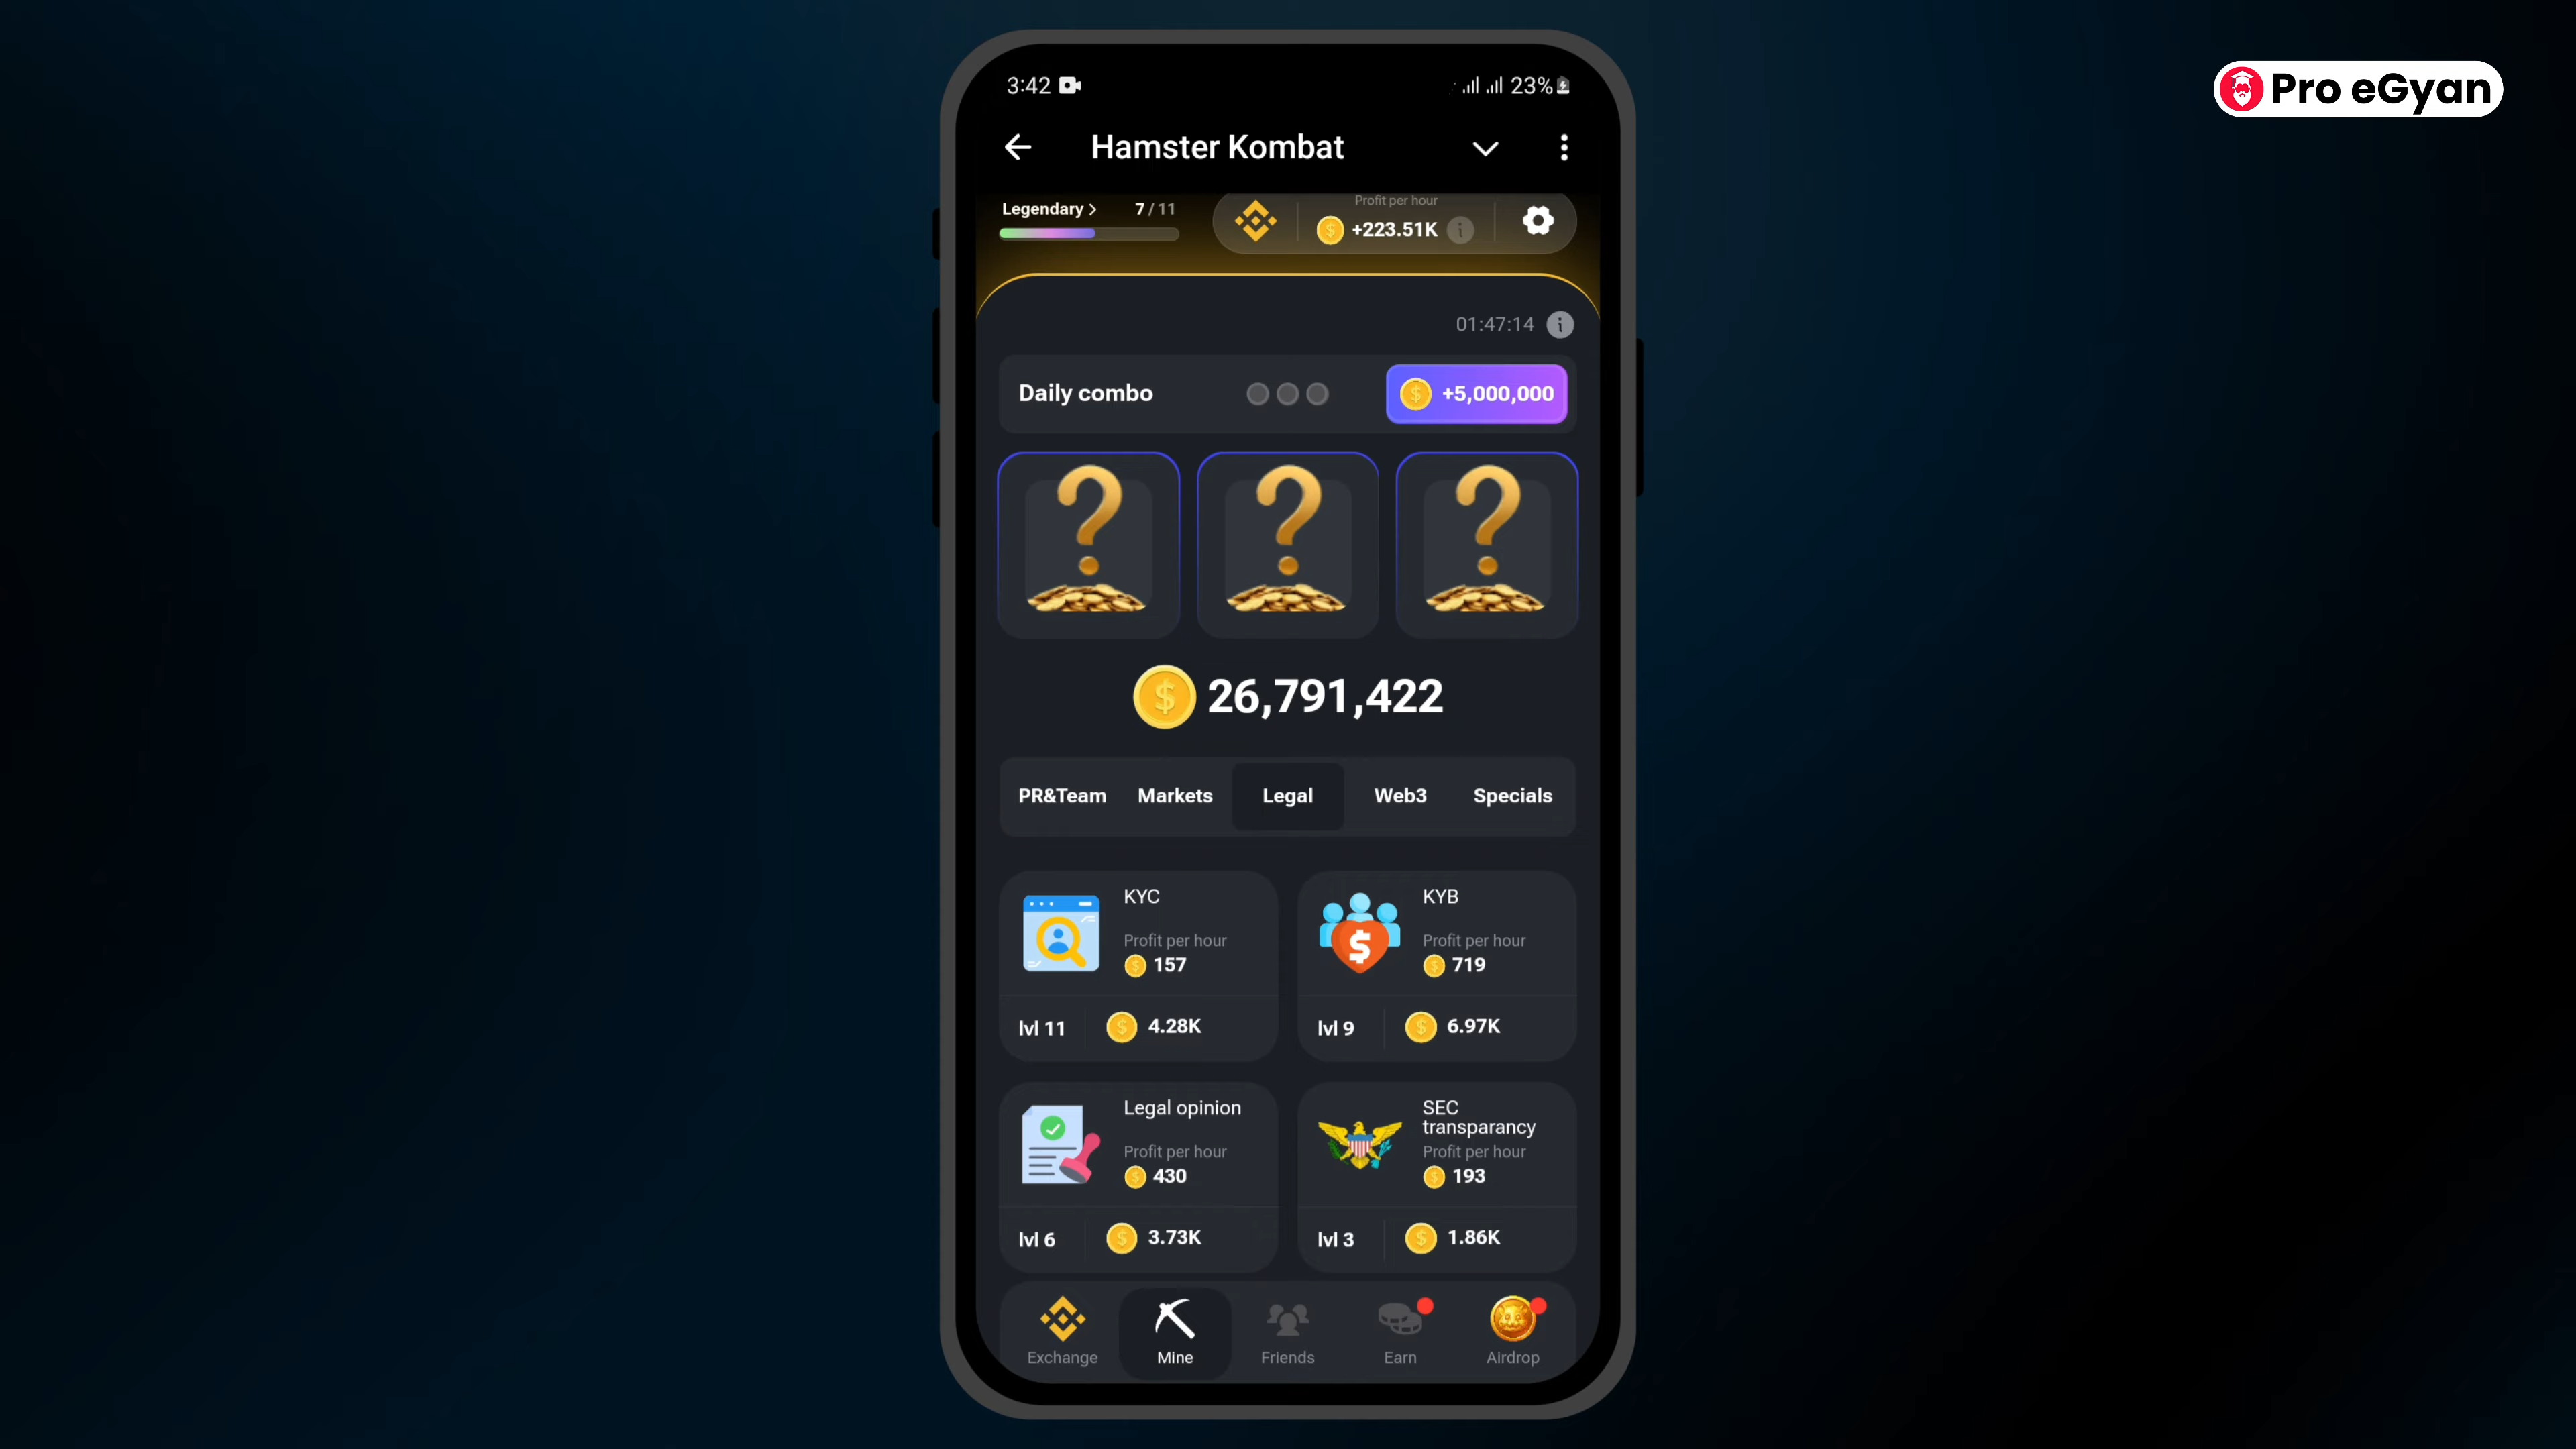 Pro eGyan
3:42
23%
Hamster Kombat
Legendary > 7 / 11
Profit per hour
+223.51K
01:47:14
Daily combo
+5,000,000
26,791,422
PR&Team Markets Legal Web3 Specials
KYC
Profit per hour
157
lvl 11 4.28K
KYB
Profit per hour
719
lvl 9 6.97K
Legal opinion
Profit per hour
430
lvl 6 3.73K
SEC
transparancy
Profit per hour
193
lvl 3 1.86K
Exchange Mine Friends Earn Airdrop